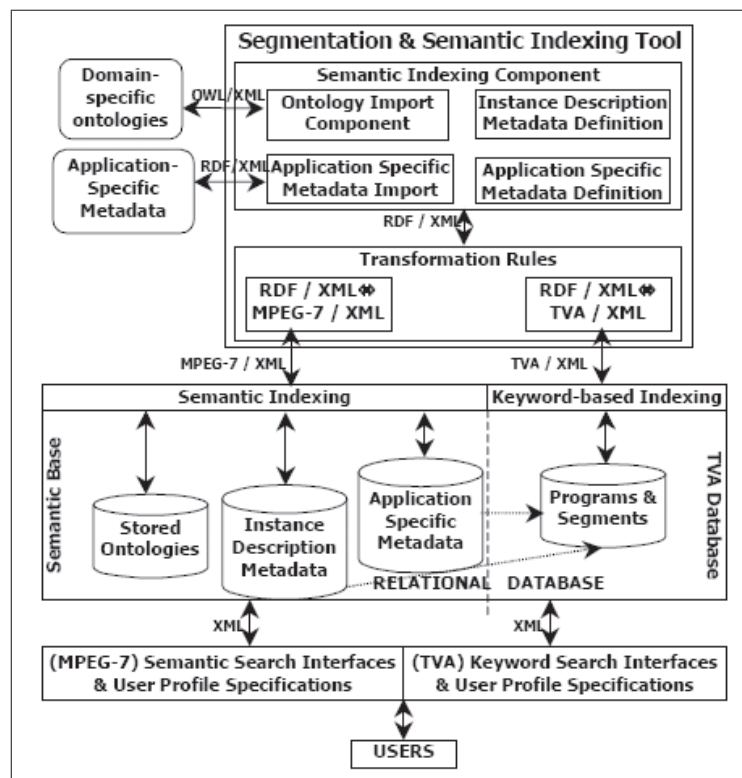 Segmentation & Semantic Indexing Tool
Semantic Indexing Component
Domain-
specific
ontologies
OWL/XML
Ontology Import
Component
Instance Description
Metadata Definition
Application-
Specific
Metadata
RDF/XML
Application Specific
Metadata Import
Application Specific
Metadata Definition
RDF / XML
Transformation Rules
RDF / XML⇔
MPEG-7 / XML
RDF / XML⇔
TVA / XML
MPEG-7 / XML
TVA / XML
Semantic Indexing
Keyword-based Indexing
Semantic Base
Stored
Ontologies
Instance
Description
Metadata
Application
Specific
Metadata
Programs &
Segments
TVA Database
RELATIONAL DATABASE
XML
XML
(MPEG-7) Semantic Search Interfaces
& User Profile Specifications
(TVA) Keyword Search Interfaces
& User Profile Specifications
USERS